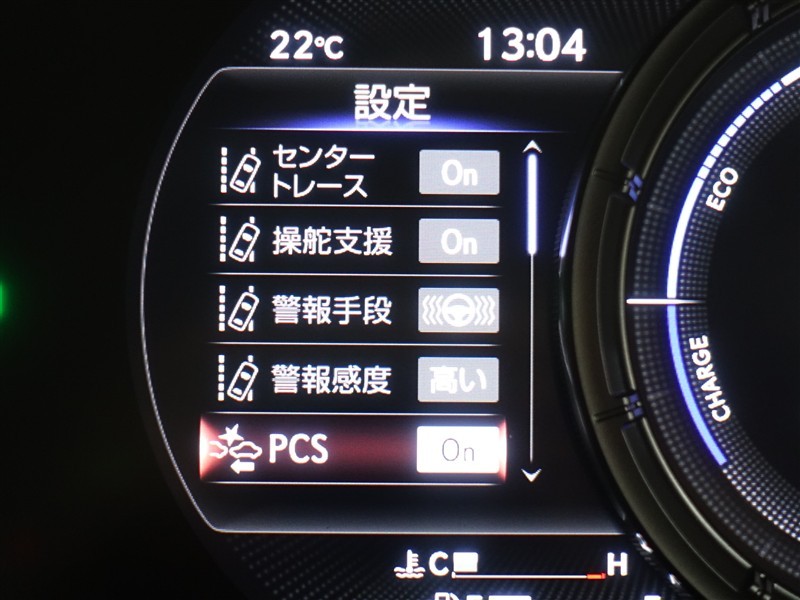 22℃ 13:04
設定
センター
トレース On
操舵支援 On
警報手段
警報感度 高い
PCS On
ECO
CHARGE
C H